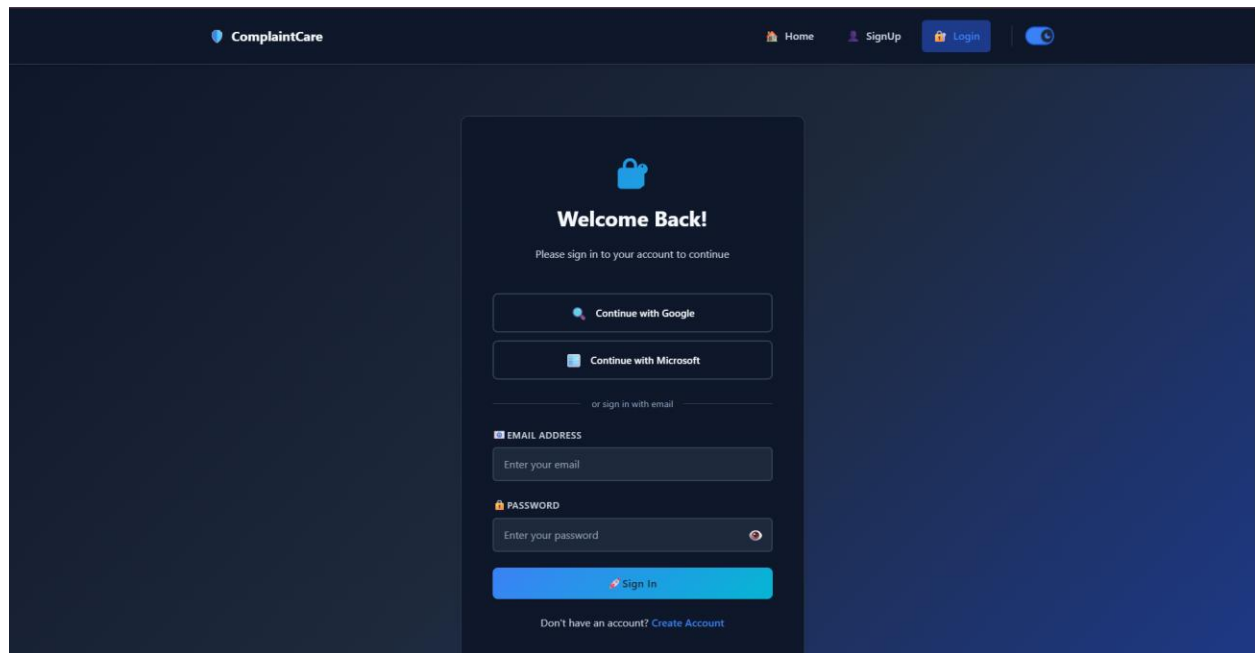 ComplaintCare
Home
SignUp
Login
Welcome Back!
Please sign in to your account to continue
Continue with Google
Continue with Microsoft
or sign in with email
EMAIL ADDRESS
Enter your email
PASSWORD
Enter your password
Sign In
Don't have an account? Create Account